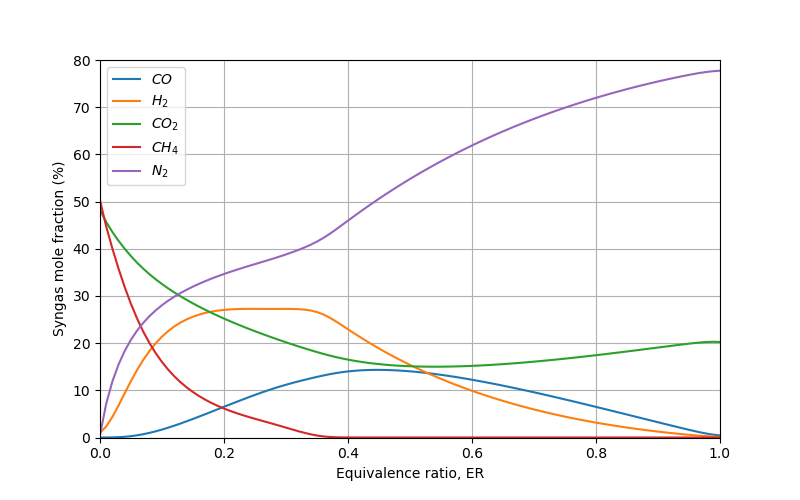 80
70
60
50
40
30
20
10
0
Syngas mole fraction (%)
CO
H₂
CO₂
CH₄
N₂
0.0 0.2 0.4 0.6 0.8 1.0
Equivalence ratio, ER